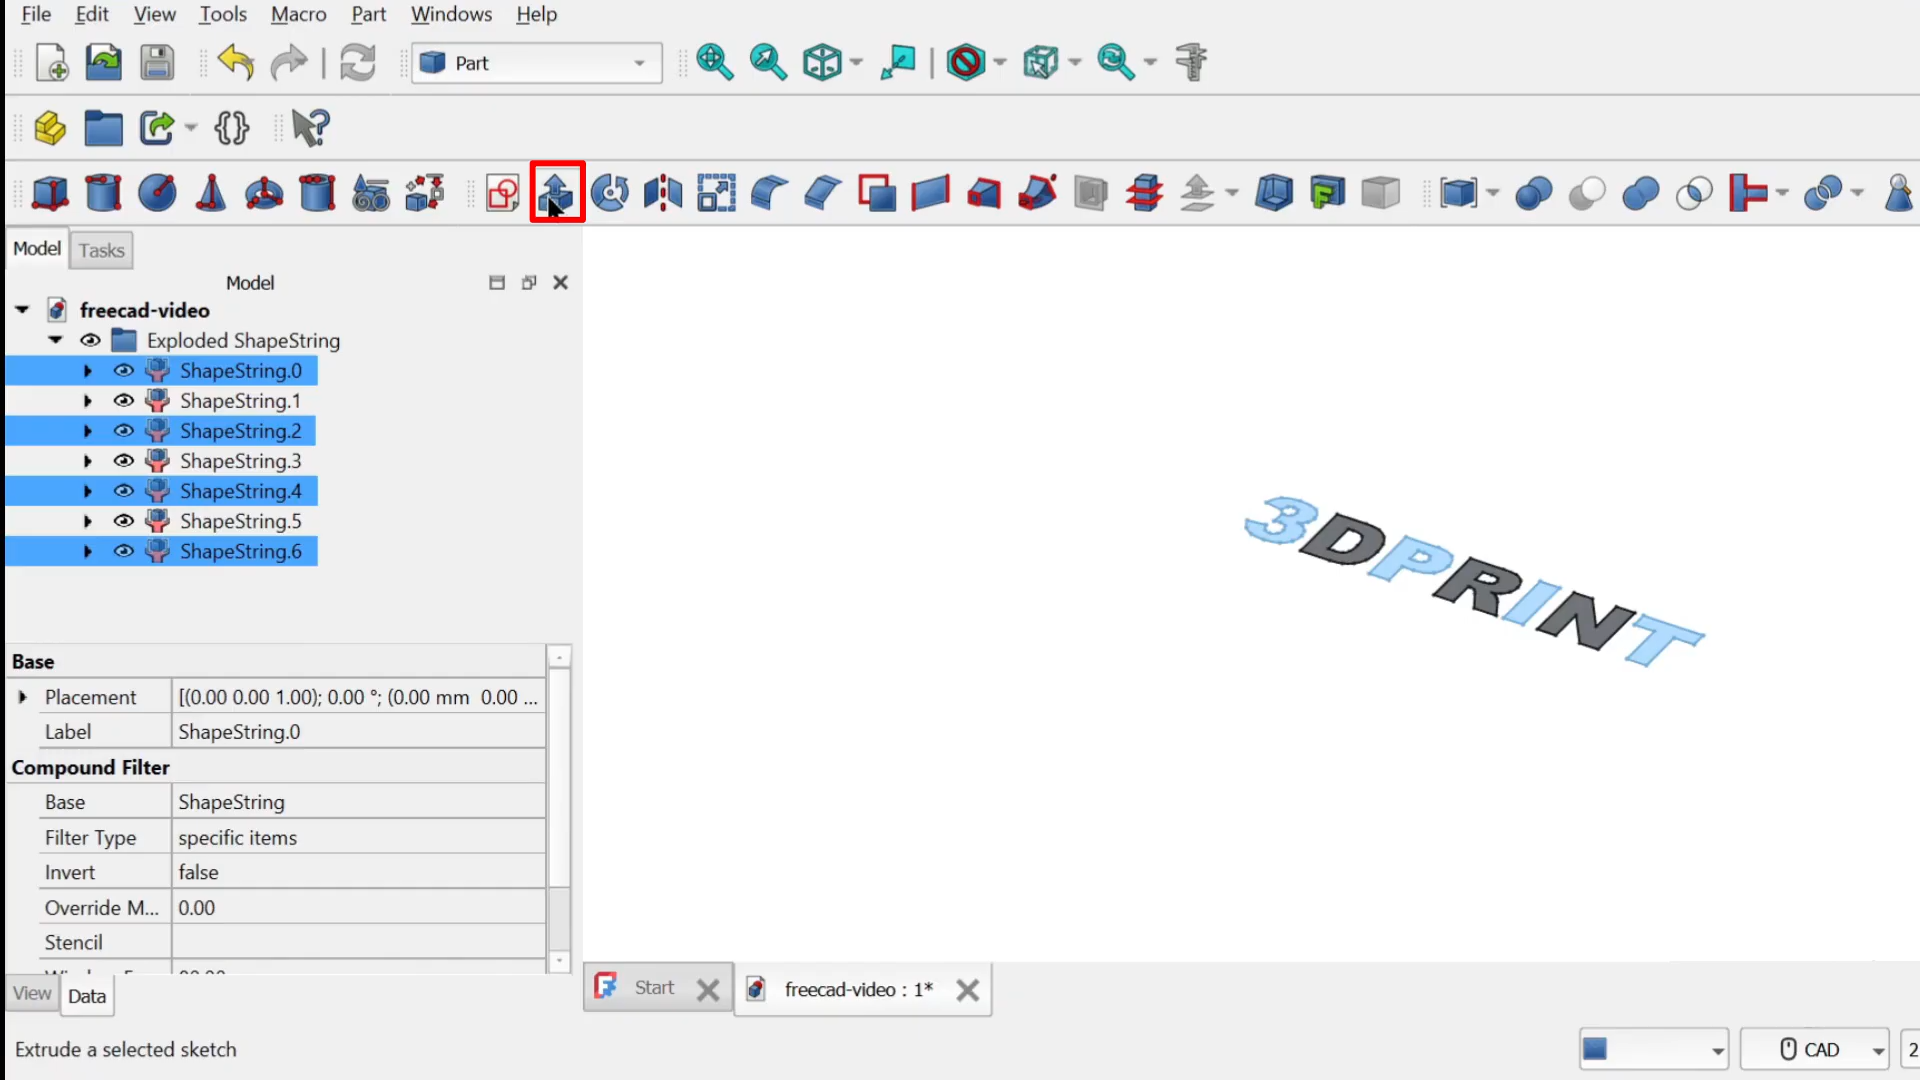 File Edit View Tools Macro Part Windows Help
Part
Model Tasks
Model
freecad-video
Exploded ShapeString
ShapeString.0
ShapeString.1
ShapeString.2
ShapeString.3
ShapeString.4
ShapeString.5
ShapeString.6
3DPRINT
Base
Placement [(0.00 0.00 1.00); 0.00 °; (0.00 mm 0.00 ...
Label ShapeString.0
Compound Filter
Base ShapeString
Filter Type specific items
Invert false
Override M... 0.00
Stencil
View Data
Start freecad-video : 1*
Extrude a selected sketch
CAD
2